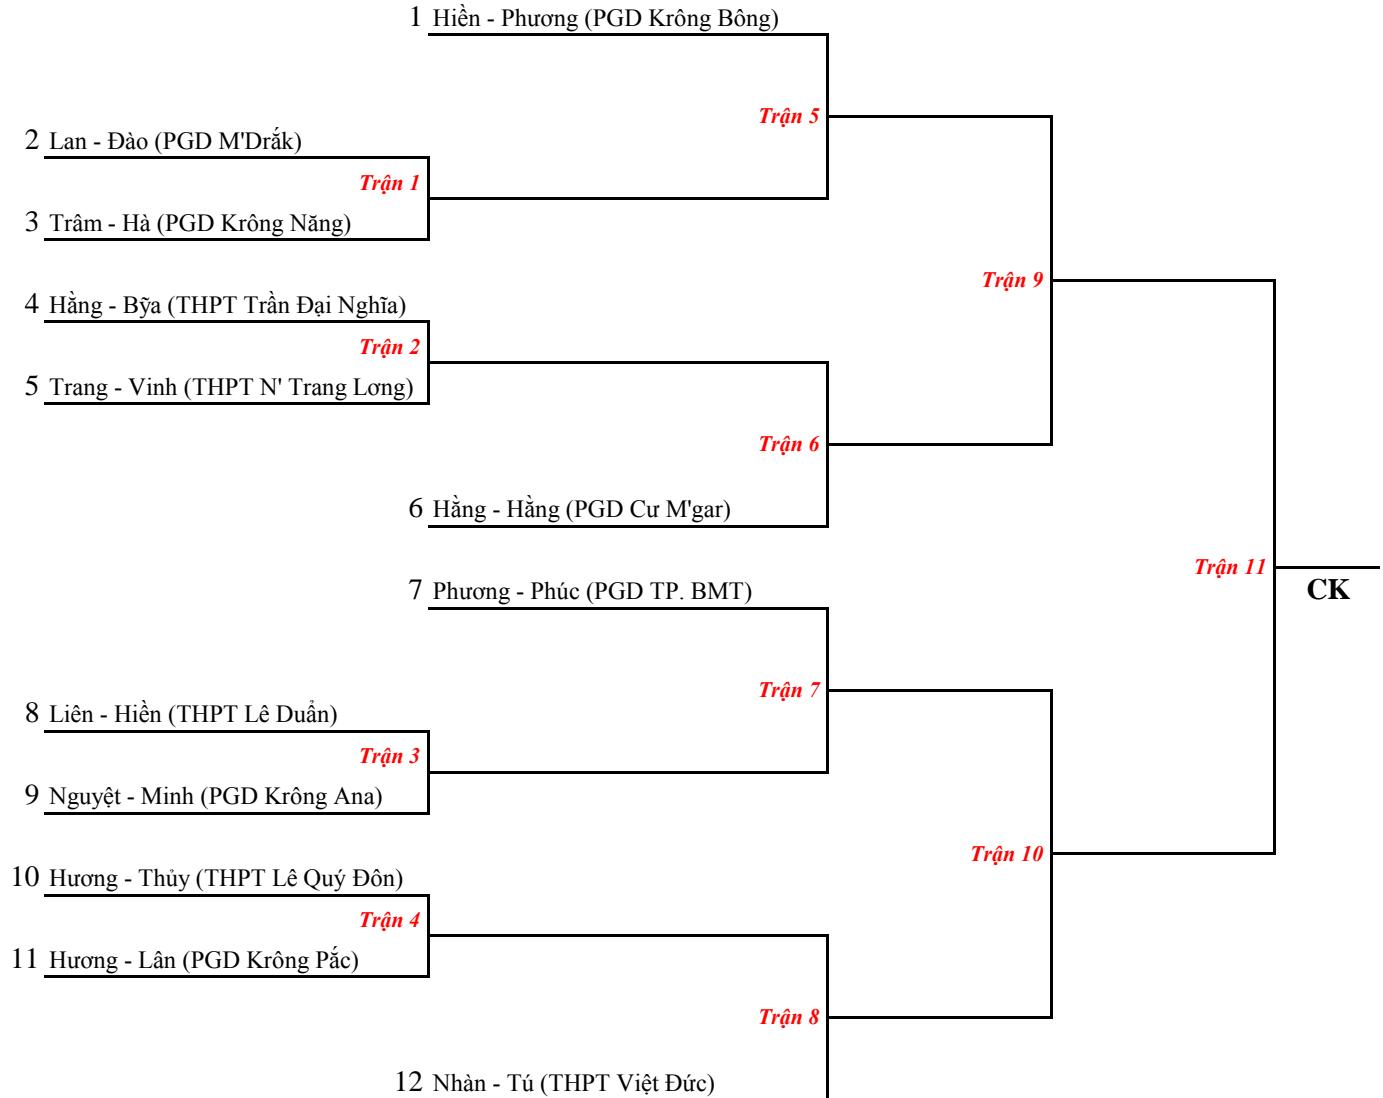 1 Hiền - Phương (PGD Krông Bông)
Trận 5
2 Lan - Đào (PGD M'Drắk)
Trận 1
3 Trâm - Hà (PGD Krông Năng)
Trận 9
4 Hằng - Bỹa (THPT Trần Đại Nghĩa)
Trận 2
5 Trang - Vinh (THPT N' Trang Lơng)
Trận 6
6 Hằng - Hằng (PGD Cư M'gar)
Trận 11
CK
7 Phương - Phúc (PGD TP. BMT)
Trận 7
8 Liên - Hiền (THPT Lê Duẩn)
Trận 3
9 Nguyệt - Minh (PGD Krông Ana)
Trận 10
10 Hương - Thủy (THPT Lê Quý Đôn)
Trận 4
11 Hương - Lân (PGD Krông Pắc)
Trận 8
12 Nhàn - Tú (THPT Việt Đức)